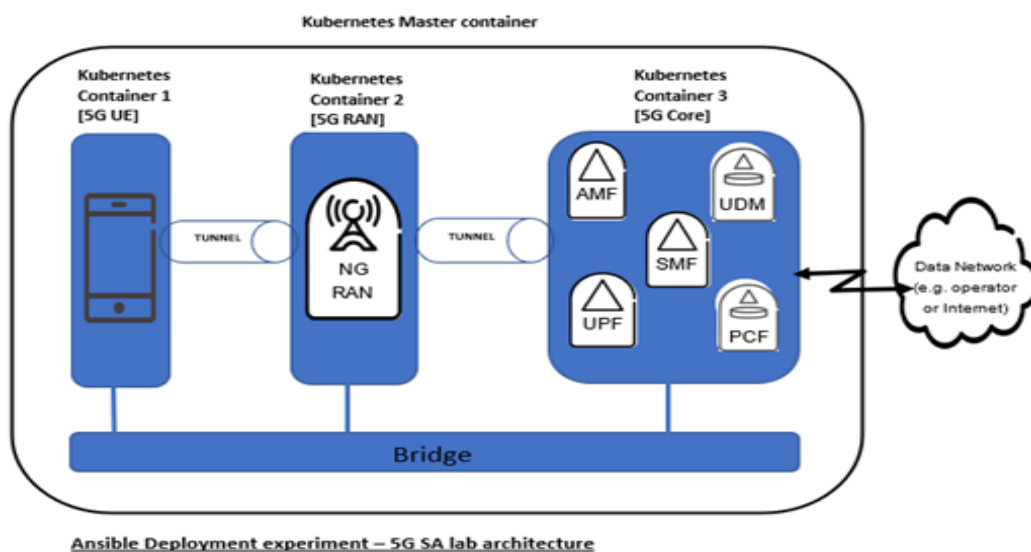 Kubernetes Master container
Kubernetes
Container 1
[5G UE]
Kubernetes
Container 2
[5G RAN]
Kubernetes
Container 3
[5G Core]
TUNNEL
NG
RAN
TUNNEL
AMF
UDM
SMF
UPF
PCF
Data Network
(e.g. operator
or Internet)
Bridge
Ansible Deployment experiment – 5G SA lab architecture